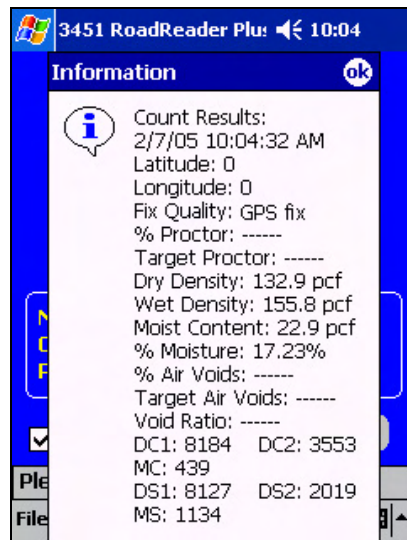 3451 RoadReader Plus 10:04
Information ok
Count Results:
2/7/05 10:04:32 AM
Latitude: 0
Longitude: 0
Fix Quality: GPS fix
% Proctor: ------
Target Proctor: ------
Dry Density: 132.9 pcf
Wet Density: 155.8 pcf
Moist Content: 22.9 pcf
% Moisture: 17.23%
% Air Voids: ------
Target Air Voids: ------
Void Ratio: ------
DC1: 8184 DC2: 3553
MC: 439
DS1: 8127 DS2: 2019
MS: 1134
Ple
File